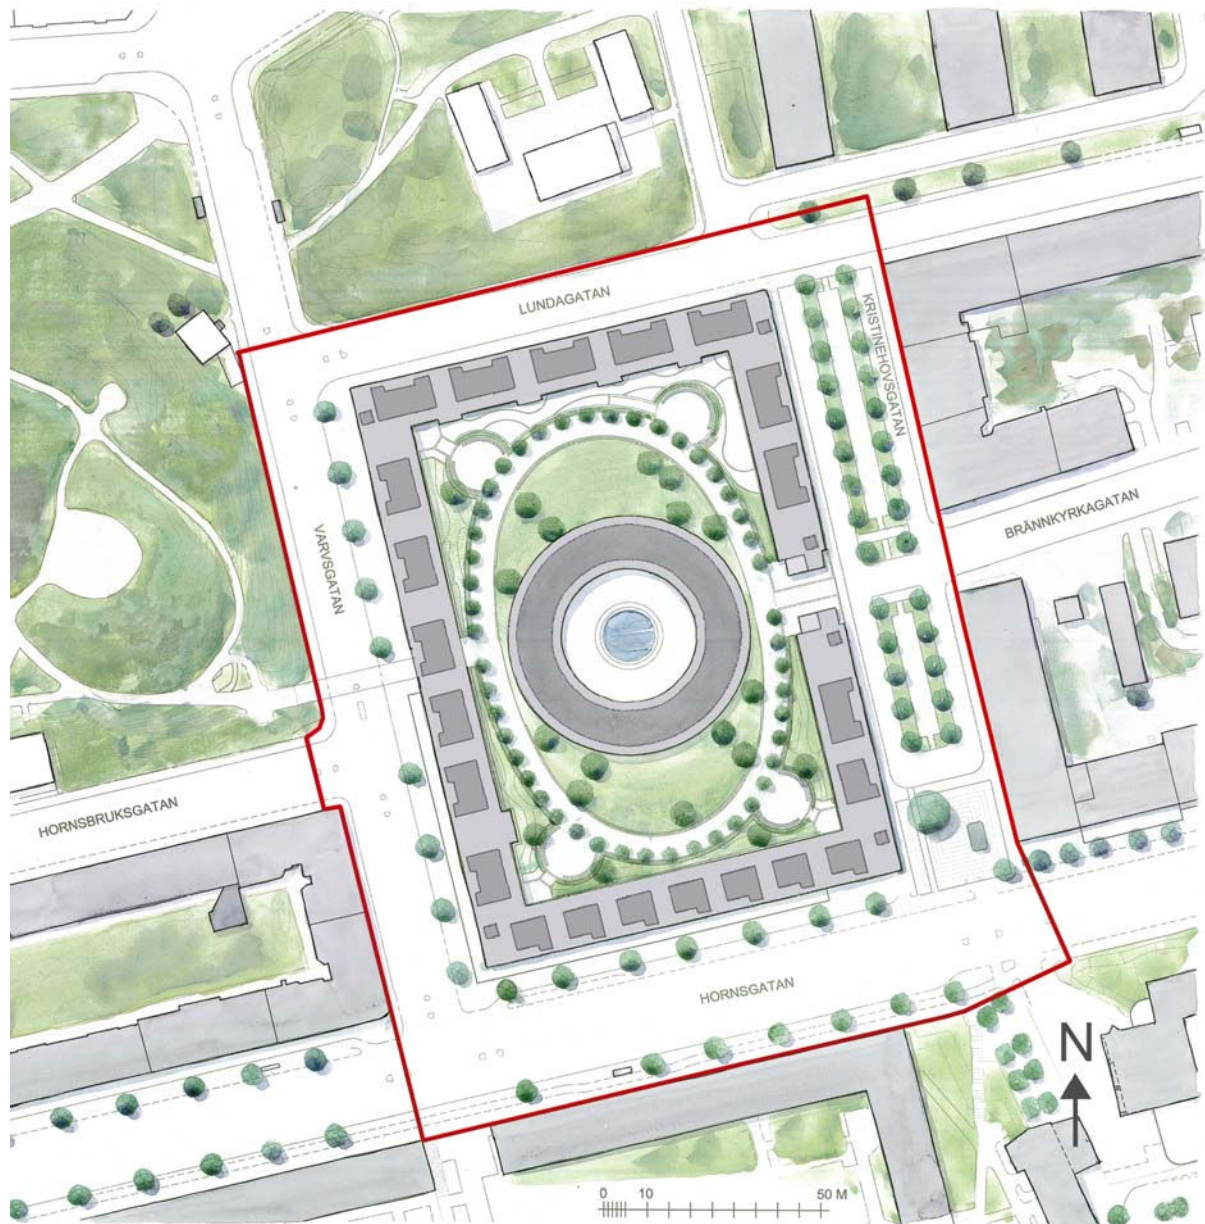 LUNDAGATAN
KRISTINEHOVSGATAN
VARVSGATAN
BRÄNNKYRKAGATAN
HORNSBRUKSGATAN
HORNSGATAN
N
0 10 50 M